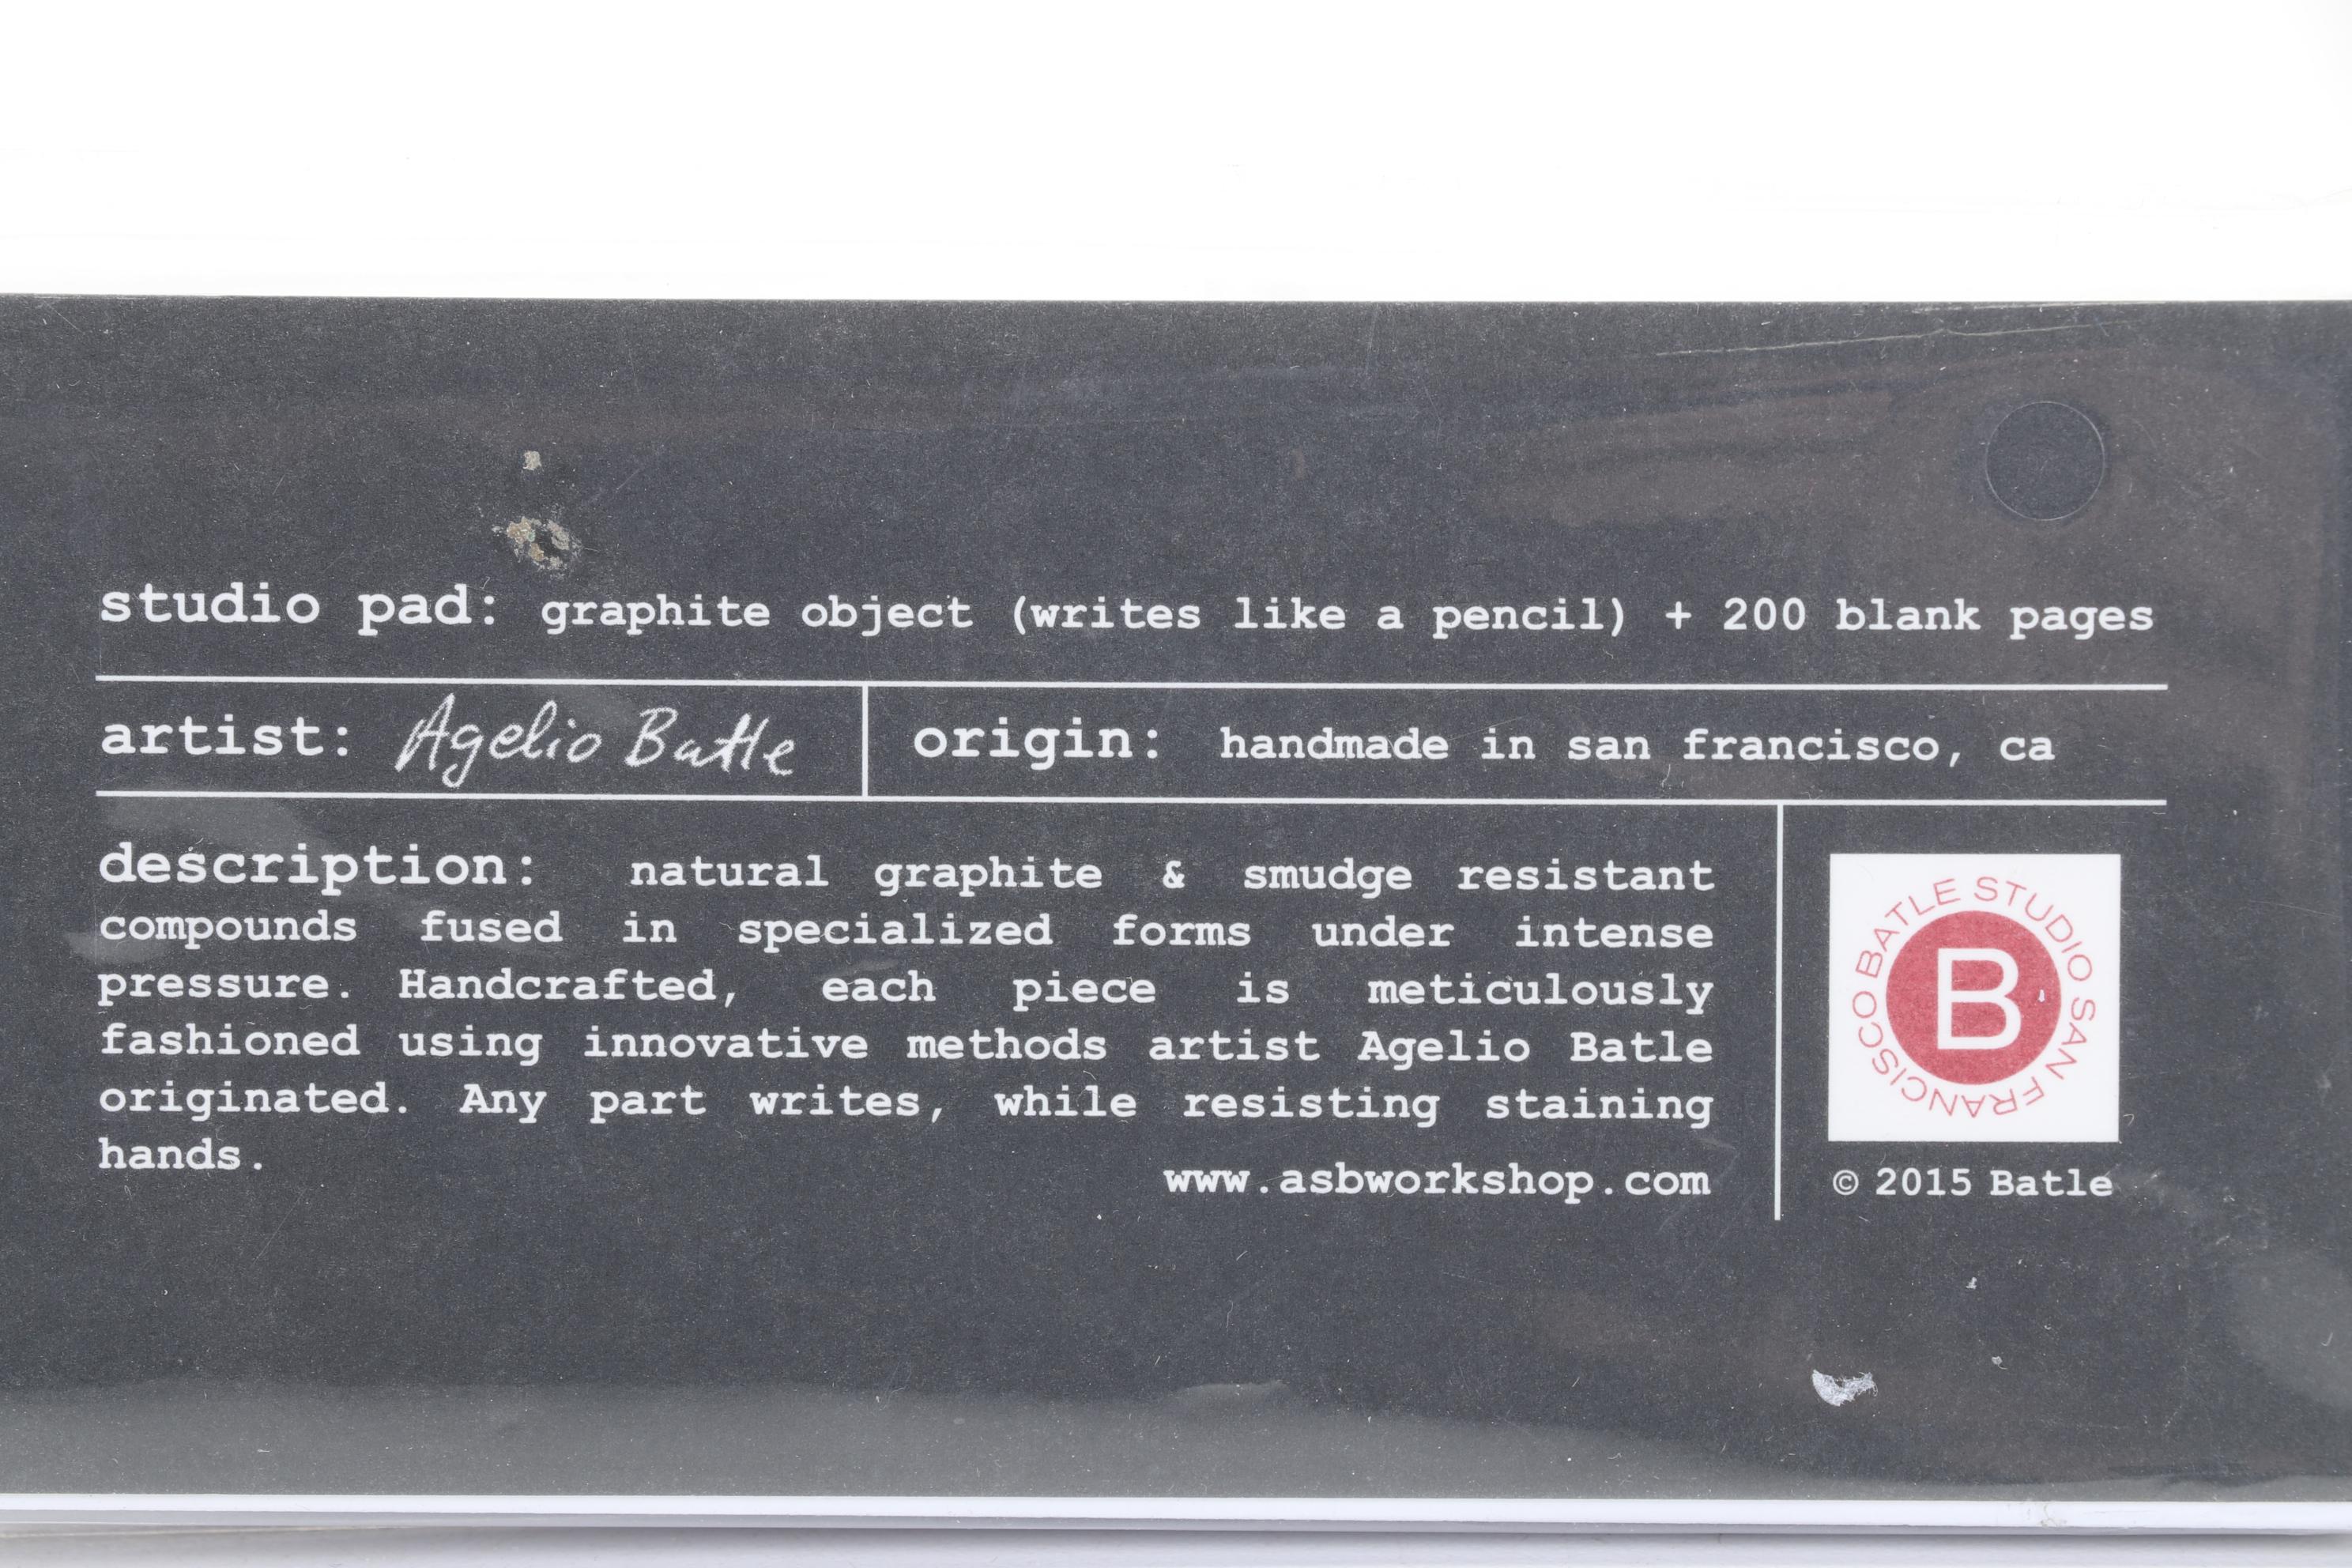 studio pad: graphite object (writes like a pencil) + 200 blank pages
artist: Agelio Batle
origin: handmade in san francisco, ca
description: natural graphite & smudge resistant
compounds fused in specialized forms under intense
pressure. Handcrafted, each piece is meticulously
fashioned using innovative methods artist Agelio Batle
originated. Any part writes, while resisting staining
hands.
www.asbworkshop.com
BATLE STUDIO SAN FRANCISCO
B
© 2015 Batle